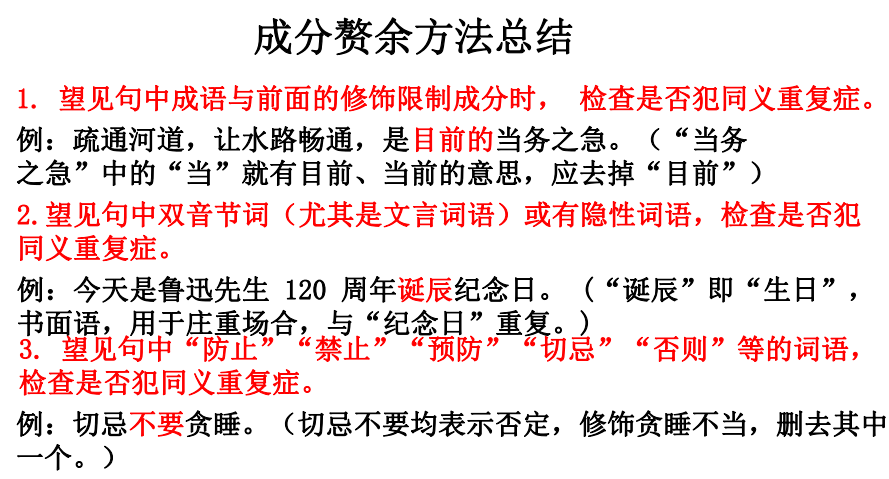 成分赘余方法总结
1. 望见句中成语与前面的修饰限制成分时， 检查是否犯同义重复症。
例：疏通河道，让水路畅通，是目前的当务之急。（“当务
之急”中的“当”就有目前、当前的意思，应去掉“目前”）
2.望见句中双音节词（尤其是文言词语）或有隐性词语，检查是否犯
同义重复症。
例：今天是鲁迅先生 120 周年诞辰纪念日。 (“诞辰”即“生日”，
书面语，用于庄重场合，与“纪念日”重复。)
3. 望见句中“防止”“禁止”“预防”“切忌”“否则”等的词语，
检查是否犯同义重复症。
例：切忌不要贪睡。（切忌不要均表示否定，修饰贪睡不当，删去其中
一个。）